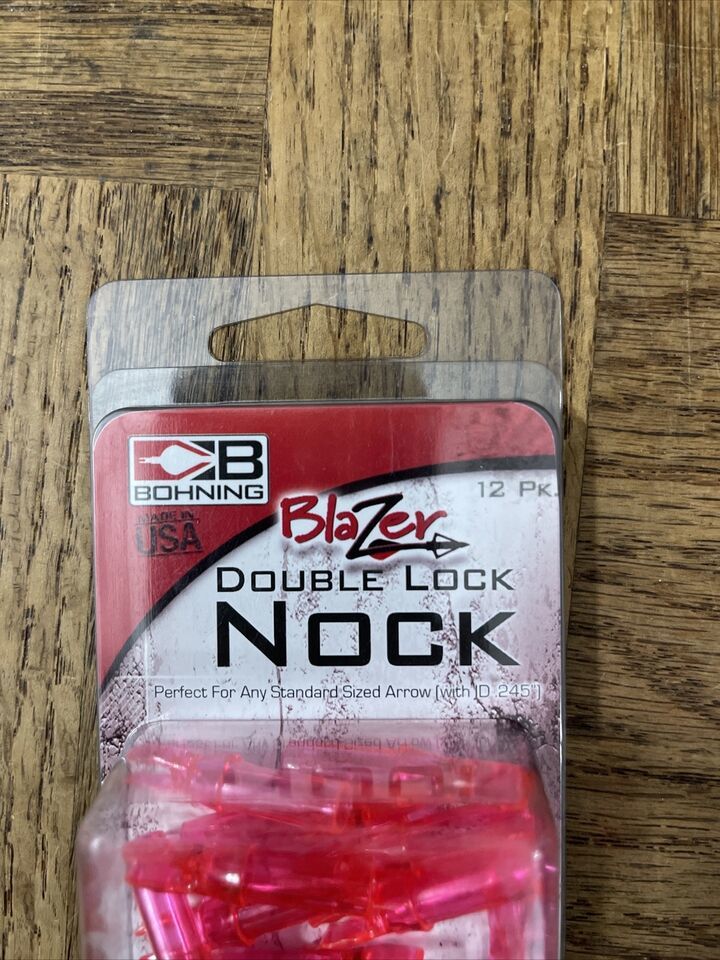 B
BOHNING
MADE IN
USA
12 Pk.
Blazer
Double Lock
Nock
Perfect For Any Standard Sized Arrow (with ID .245")